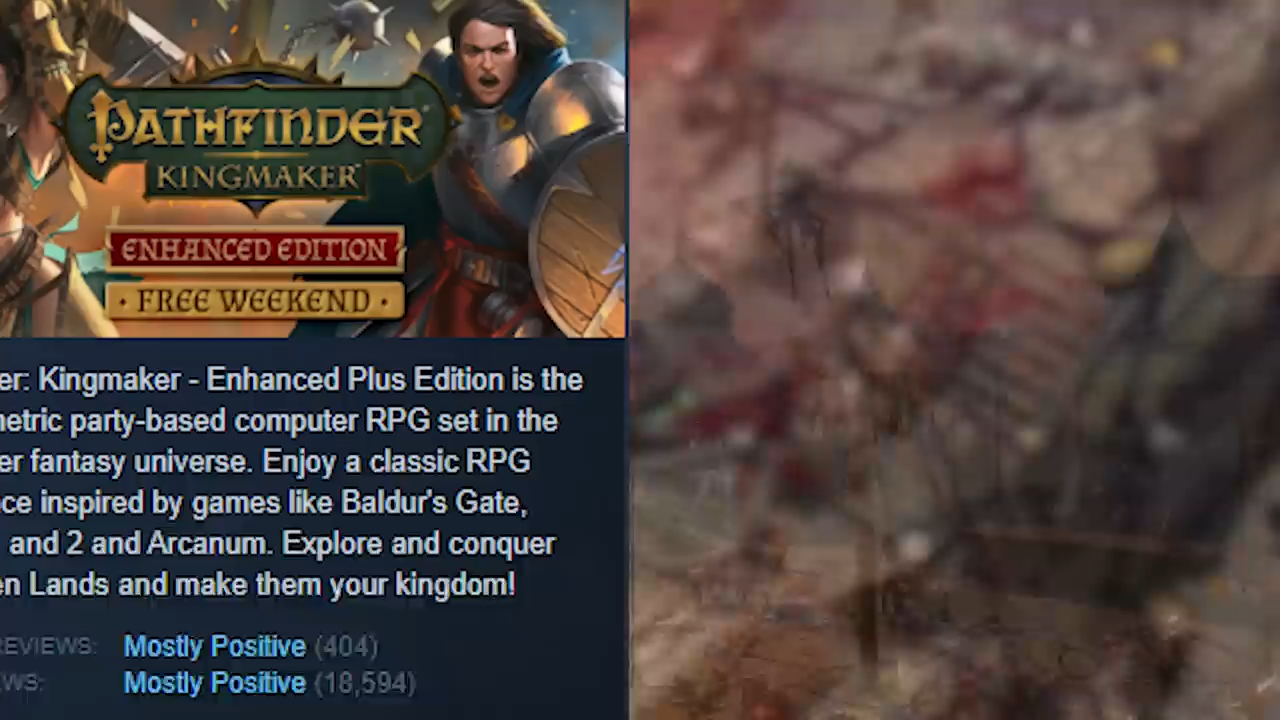 PATHFINDER
KINGMAKER
ENHANCED EDITION
· FREE WEEKEND ·
er: Kingmaker - Enhanced Plus Edition is the
netric party-based computer RPG set in the
er fantasy universe. Enjoy a classic RPG
ce inspired by games like Baldur's Gate,
and 2 and Arcanum. Explore and conquer
en Lands and make them your kingdom!
EVIEWS: Mostly Positive (404)
WS: Mostly Positive (18,594)